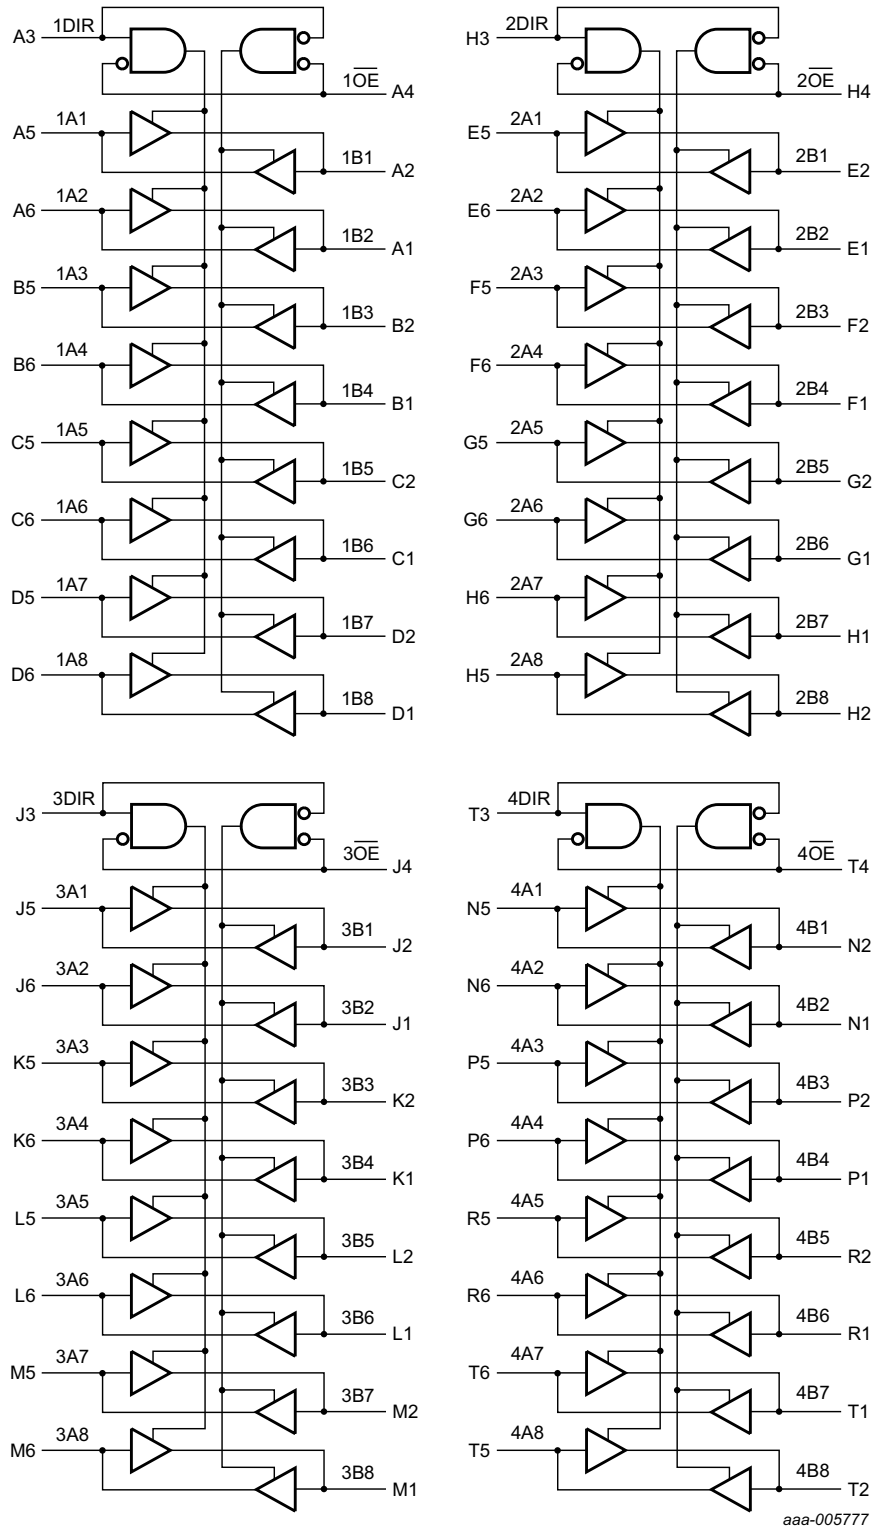 A3 1DIR
1O̅E̅ A4
A5 1A1
1B1 A2
A6 1A2
1B2 A1
B5 1A3
1B3 B2
B6 1A4
1B4 B1
C5 1A5
1B5 C2
C6 1A6
1B6 C1
D5 1A7
1B7 D2
D6 1A8
1B8 D1
H3 2DIR
2O̅E̅ H4
E5 2A1
2B1 E2
E6 2A2
2B2 E1
F5 2A3
2B3 F2
F6 2A4
2B4 F1
G5 2A5
2B5 G2
G6 2A6
2B6 G1
H6 2A7
2B7 H1
H5 2A8
2B8 H2
J3 3DIR
3O̅E̅ J4
J5 3A1
3B1 J2
J6 3A2
3B2 J1
K5 3A3
3B3 K2
K6 3A4
3B4 K1
L5 3A5
3B5 L2
L6 3A6
3B6 L1
M5 3A7
3B7 M2
M6 3A8
3B8 M1
T3 4DIR
4O̅E̅ T4
N5 4A1
4B1 N2
N6 4A2
4B2 N1
P5 4A3
4B3 P2
P6 4A4
4B4 P1
R5 4A5
4B5 R2
R6 4A6
4B6 R1
T6 4A7
4B7 T1
T5 4A8
4B8 T2
aaa-005777